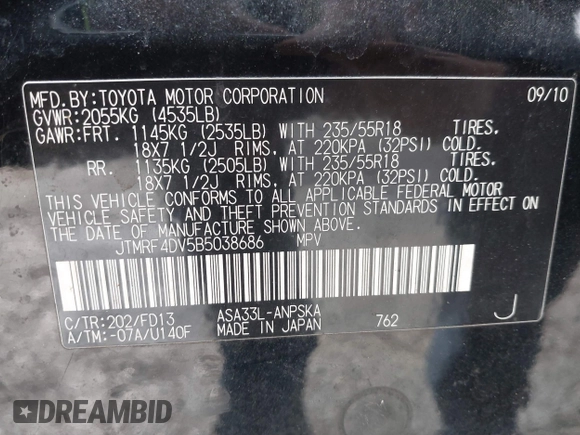 MFD.BY:TOYOTA MOTOR CORPORATION 09/10
GVWR:2055KG (4535LB)
GAWR:FRT. 1145KG (2535LB) WITH 235/55R18 TIRES.
18X7 1/2J RIMS, AT 220KPA (32PSI) COLD.
RR. 1135KG (2505LB) WITH 235/55R18 TIRES.
18X7 1/2J RIMS, AT 220KPA (32PSI) COLD.
THIS VEHICLE CONFORMS TO ALL APPLICABLE FEDERAL MOTOR
VEHICLE SAFETY AND THEFT PREVENTION STANDARDS IN EFFECT ON
THE DATE OF MANUFACTURE SHOWN ABOVE.
JTMRF4DV5B5038686 MPV
C/TR:202/FD13 ASA33L-ANPSKA 762 J
A/TM:-07A/U140F MADE IN JAPAN
DREAMBID